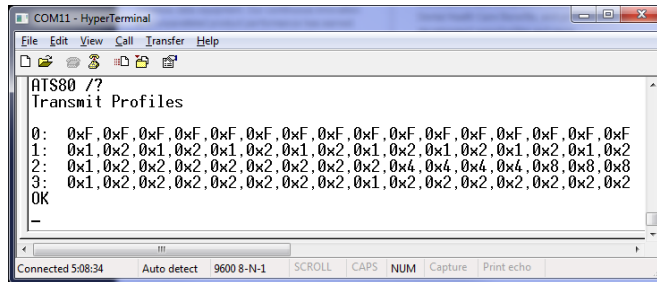 COM11 - HyperTerminal
File Edit View Call Transfer Help
ATS80 /?
Transmit Profiles
0: 0xF,0xF,0xF,0xF,0xF,0xF,0xF,0xF,0xF,0xF,0xF,0xF,0xF,0xF,0xF
1: 0x1,0x2,0x1,0x2,0x1,0x2,0x1,0x2,0x1,0x2,0x1,0x2,0x1,0x2,0x1,0x2
2: 0x1,0x2,0x2,0x2,0x2,0x2,0x2,0x2,0x2,0x4,0x4,0x4,0x4,0x8,0x8,0x8
3: 0x1,0x2,0x2,0x2,0x2,0x2,0x2,0x2,0x1,0x2,0x2,0x2,0x2,0x2,0x2,0x2
OK
Connected 5:08:34 Auto detect 9600 8-N-1 SCROLL CAPS NUM Capture Print echo